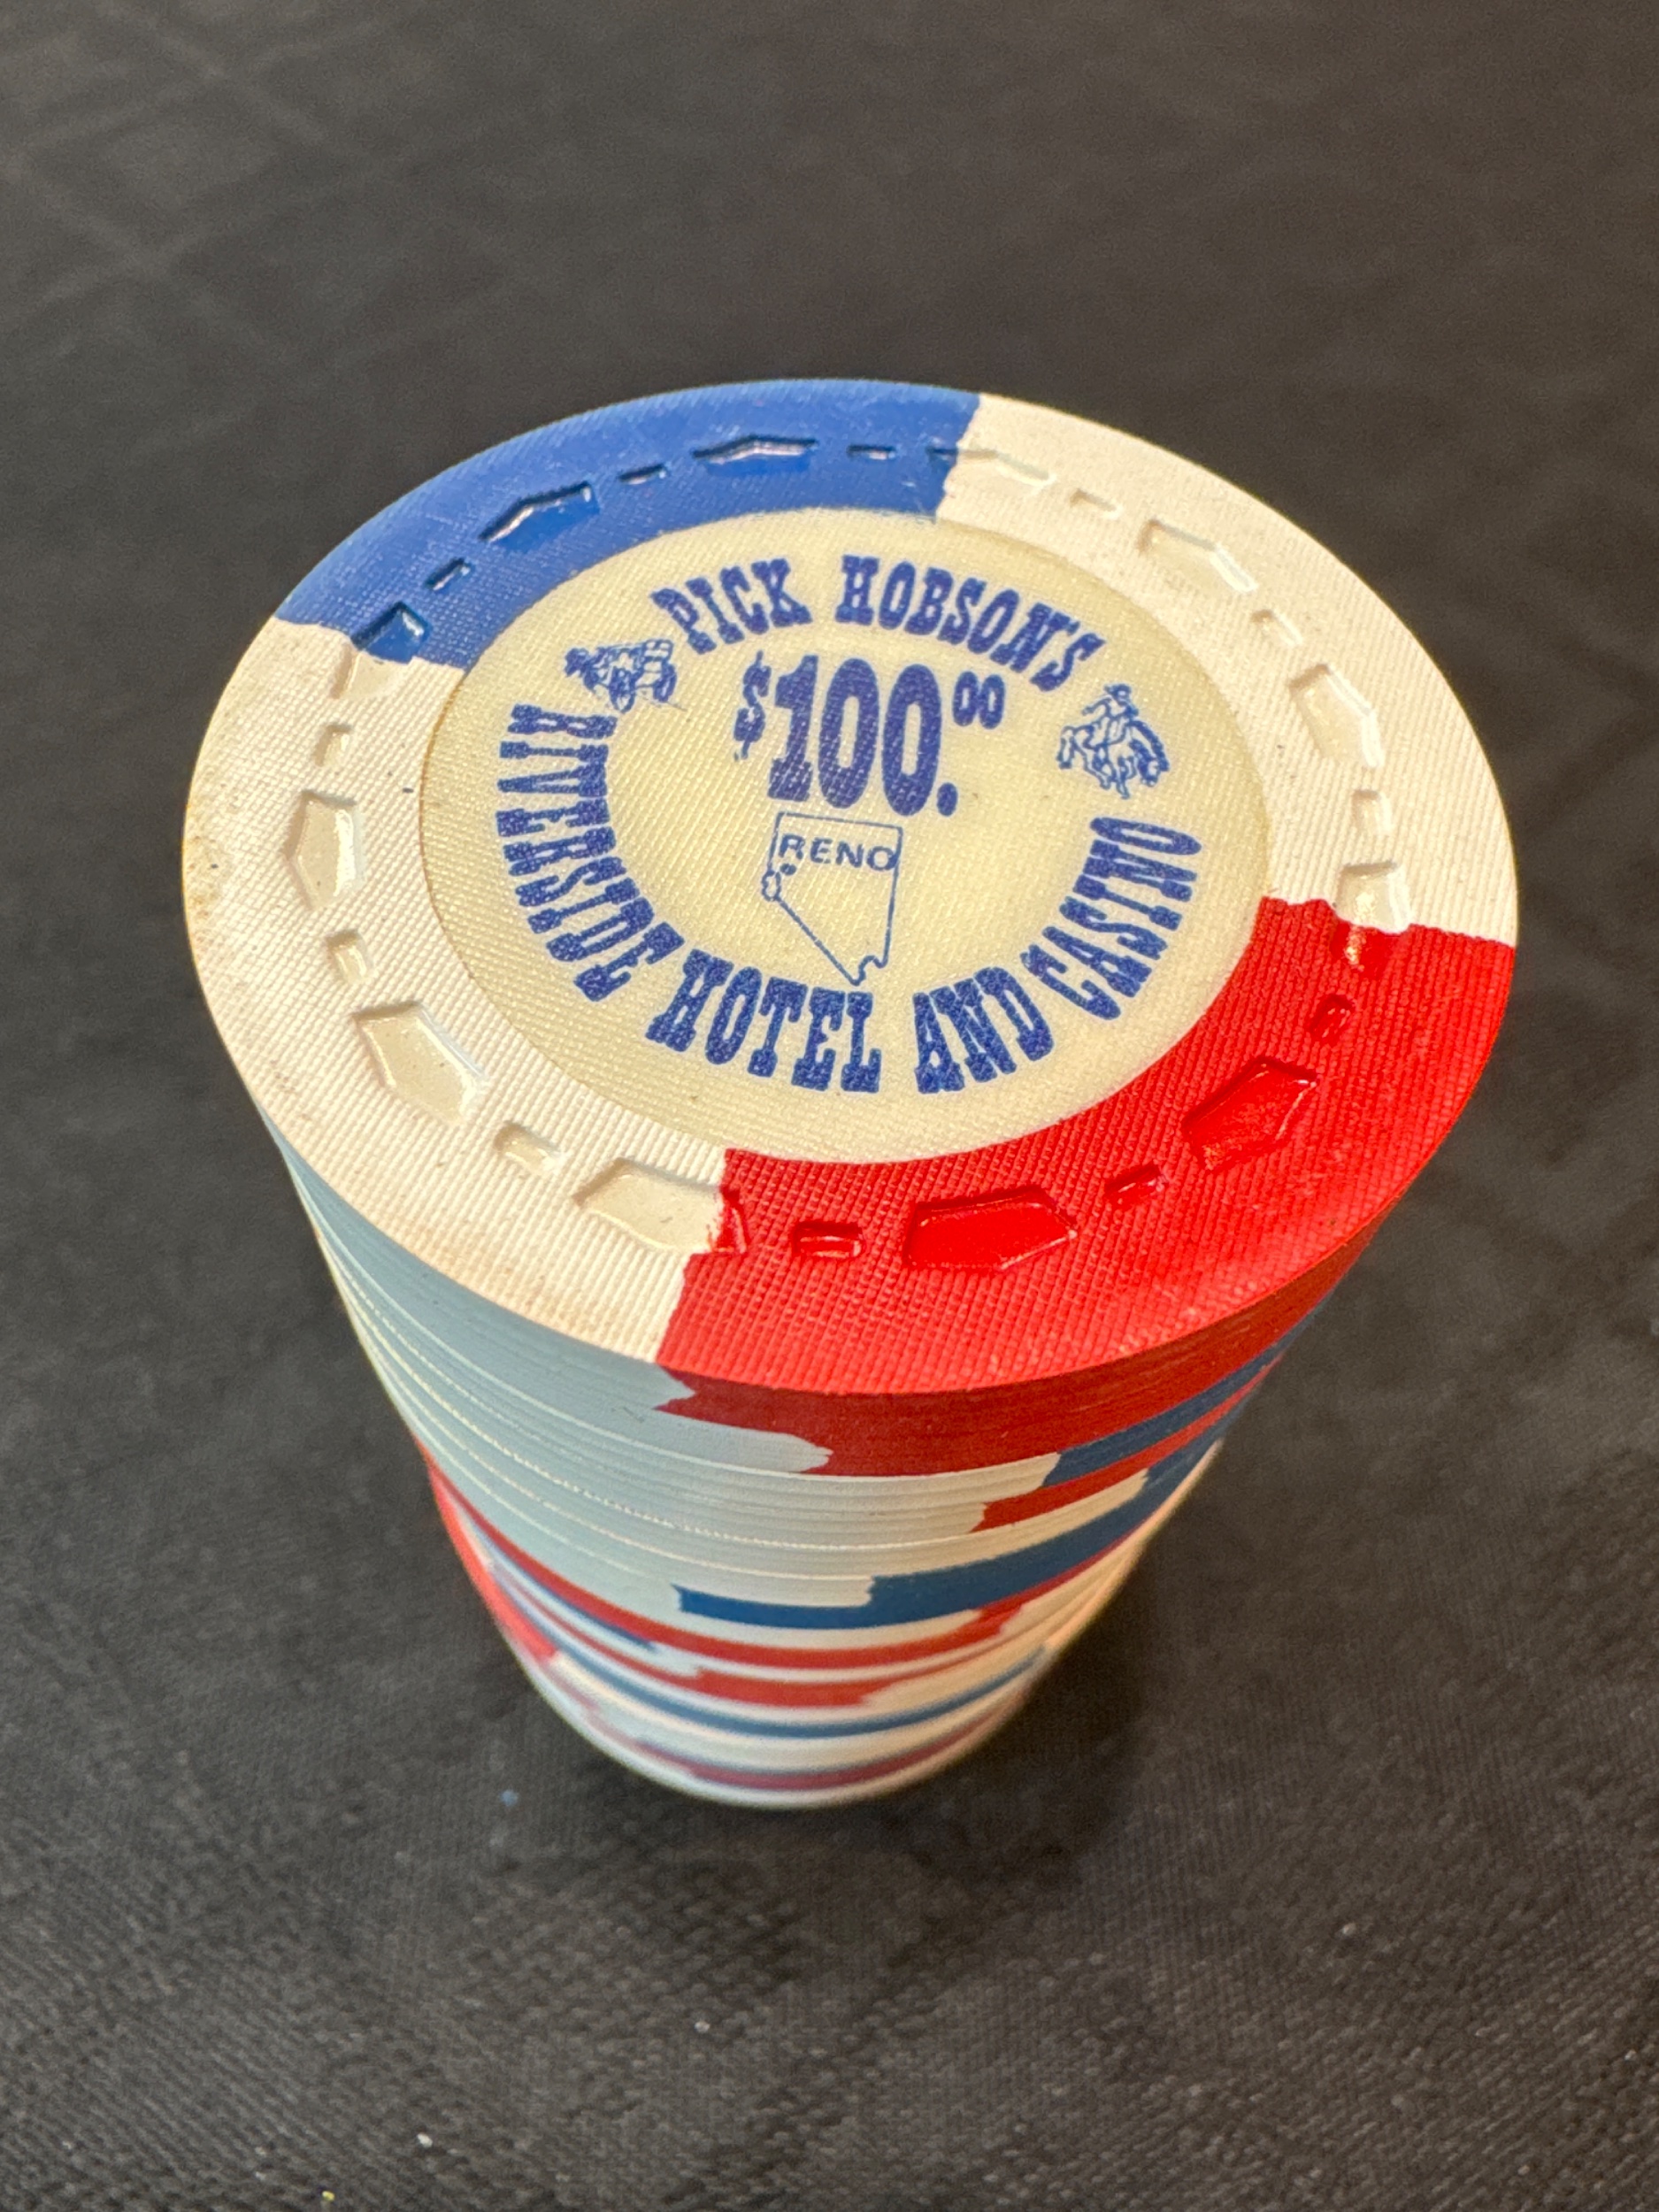 PICK HOBSON'S
$100.00
RENO
RIVERSIDE HOTEL AND CASINO